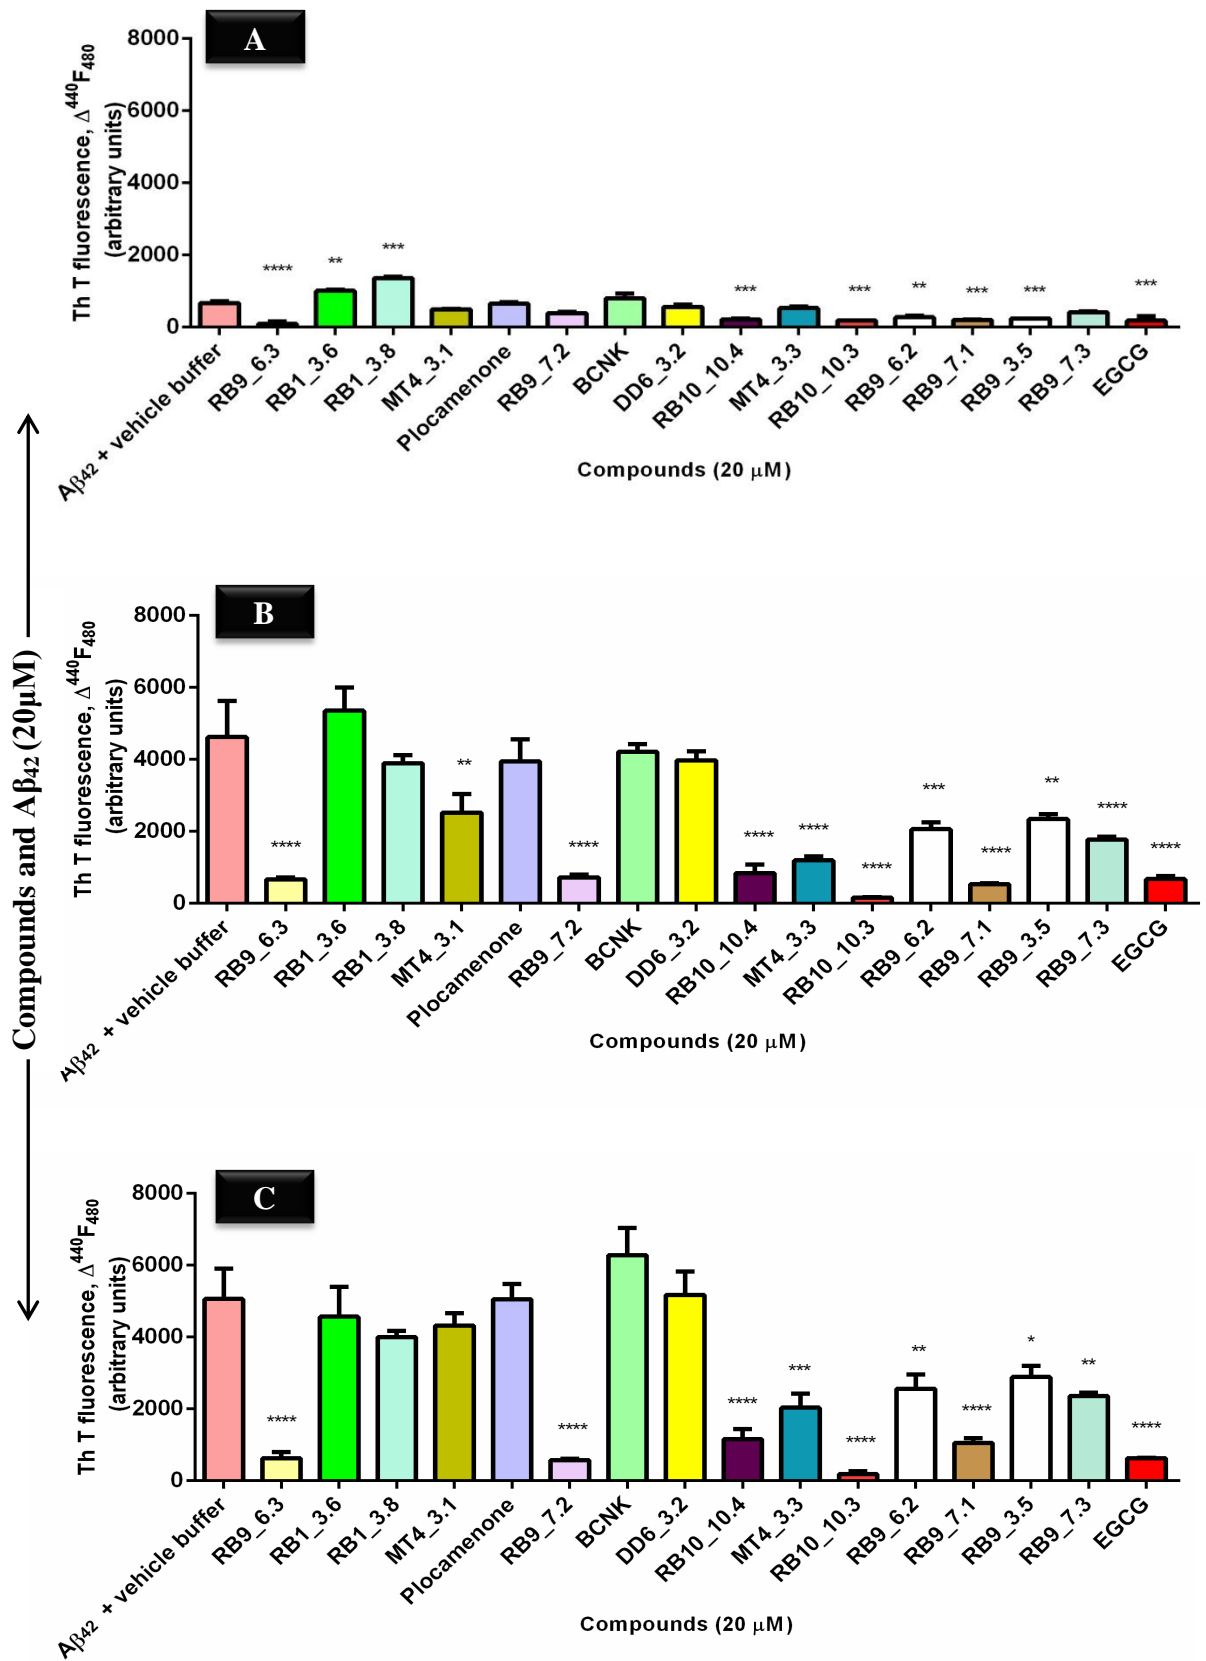 A
8000
6000
4000
2000
0
Th T fluorescence, Δ440F480
(arbitrary units)
**** ** *** *** *** ** *** *** ***
Aβ42 + vehicle buffer
RB9_6.3
RB1_3.6
RB1_3.8
MT4_3.1
Plocamenone
RB9_7.2
BCNK
DD6_3.2
RB10_10.4
MT4_3.3
RB10_10.3
RB9_6.2
RB9_7.1
RB9_3.5
RB9_7.3
EGCG
Compounds (20 μM)
Compounds and Aβ42 (20μM)
B
8000
6000
4000
2000
0
Th T fluorescence, Δ440F480
(arbitrary units)
**** ** **** **** **** **** *** **** ** **** ****
Aβ42 + vehicle buffer
RB9_6.3
RB1_3.6
RB1_3.8
MT4_3.1
Plocamenone
RB9_7.2
BCNK
DD6_3.2
RB10_10.4
MT4_3.3
RB10_10.3
RB9_6.2
RB9_7.1
RB9_3.5
RB9_7.3
EGCG
Compounds (20 μM)
C
8000
6000
4000
2000
0
Th T fluorescence, Δ440F480
(arbitrary units)
**** **** **** *** **** ** **** * ** ****
Aβ42 + vehicle buffer
RB9_6.3
RB1_3.6
RB1_3.8
MT4_3.1
Plocamenone
RB9_7.2
BCNK
DD6_3.2
RB10_10.4
MT4_3.3
RB10_10.3
RB9_6.2
RB9_7.1
RB9_3.5
RB9_7.3
EGCG
Compounds (20 μM)